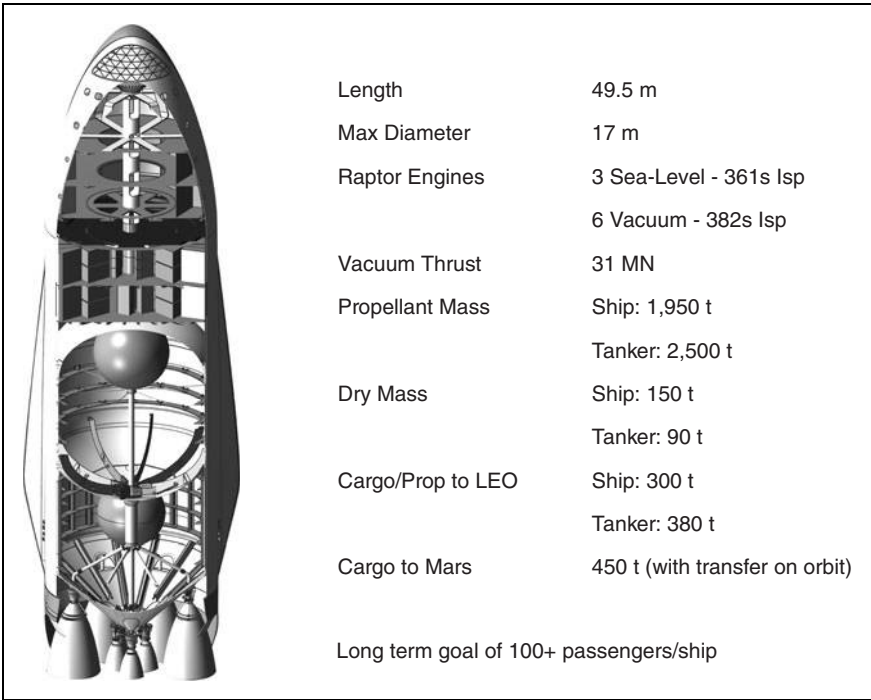 Length 49.5 m
Max Diameter 17 m
Raptor Engines 3 Sea-Level - 361s Isp
6 Vacuum - 382s Isp
Vacuum Thrust 31 MN
Propellant Mass Ship: 1,950 t
Tanker: 2,500 t
Dry Mass Ship: 150 t
Tanker: 90 t
Cargo/Prop to LEO Ship: 300 t
Tanker: 380 t
Cargo to Mars 450 t (with transfer on orbit)
Long term goal of 100+ passengers/ship